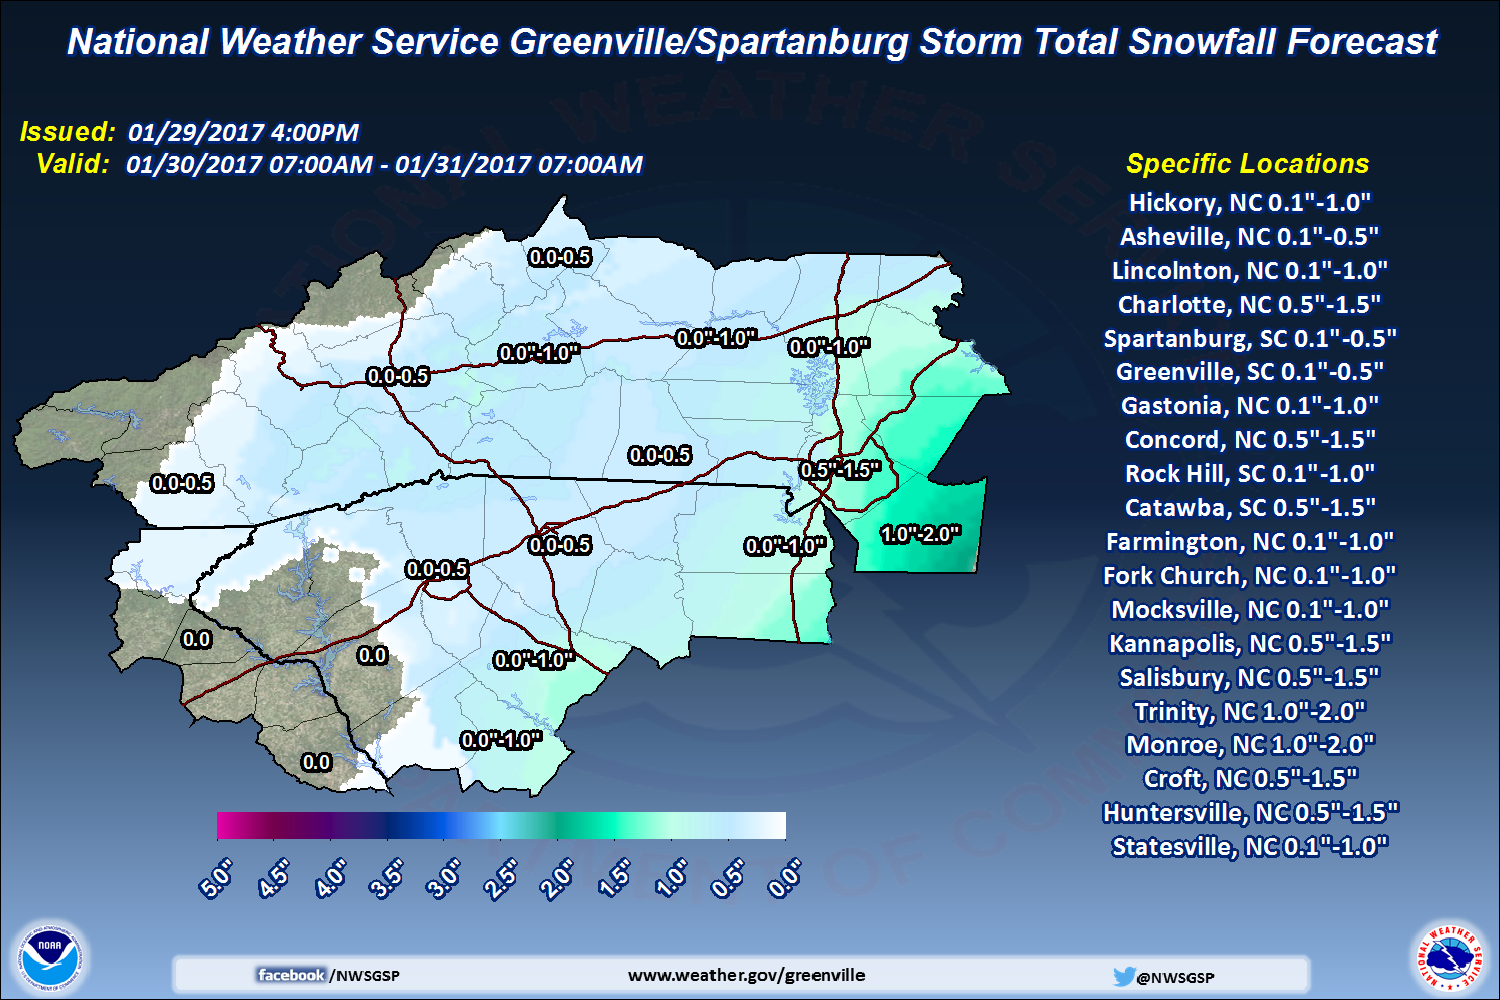 National Weather Service Greenville/Spartanburg Storm Total Snowfall Forecast
Issued: 01/29/2017 4:00PM
Valid: 01/30/2017 07:00AM - 01/31/2017 07:00AM
Specific Locations
Hickory, NC 0.1"-1.0"
Asheville, NC 0.1"-0.5"
Lincolnton, NC 0.1"-1.0"
Charlotte, NC 0.5"-1.5"
Spartanburg, SC 0.1"-0.5"
Greenville, SC 0.1"-0.5"
Gastonia, NC 0.1"-1.0"
Concord, NC 0.5"-1.5"
Rock Hill, SC 0.1"-1.0"
Catawba, SC 0.5"-1.5"
Farmington, NC 0.1"-1.0"
Fork Church, NC 0.1"-1.0"
Mocksville, NC 0.1"-1.0"
Kannapolis, NC 0.5"-1.5"
Salisbury, NC 0.5"-1.5"
Trinity, NC 1.0"-2.0"
Monroe, NC 1.0"-2.0"
Croft, NC 0.5"-1.5"
Huntersville, NC 0.5"-1.5"
Statesville, NC 0.1"-1.0"
0.0-0.5
0.0"-1.0"
0.0"-1.0"
0.0"-1.0"
0.0-0.5
0.0-0.5
0.5"-1.5"
0.0-0.5
1.0"-2.0"
0.0-0.5
0.0"-1.0"
0.0-0.5
0.0
0.0
0.0"-1.0"
0.0"-1.0"
0.0
5.0"
4.5"
4.0"
3.5"
3.0"
2.5"
2.0"
1.5"
1.0"
0.5"
0.0"
NOAA
facebook /NWSGSP
www.weather.gov/greenville
@NWSGSP
NATIONAL WEATHER SERVICE